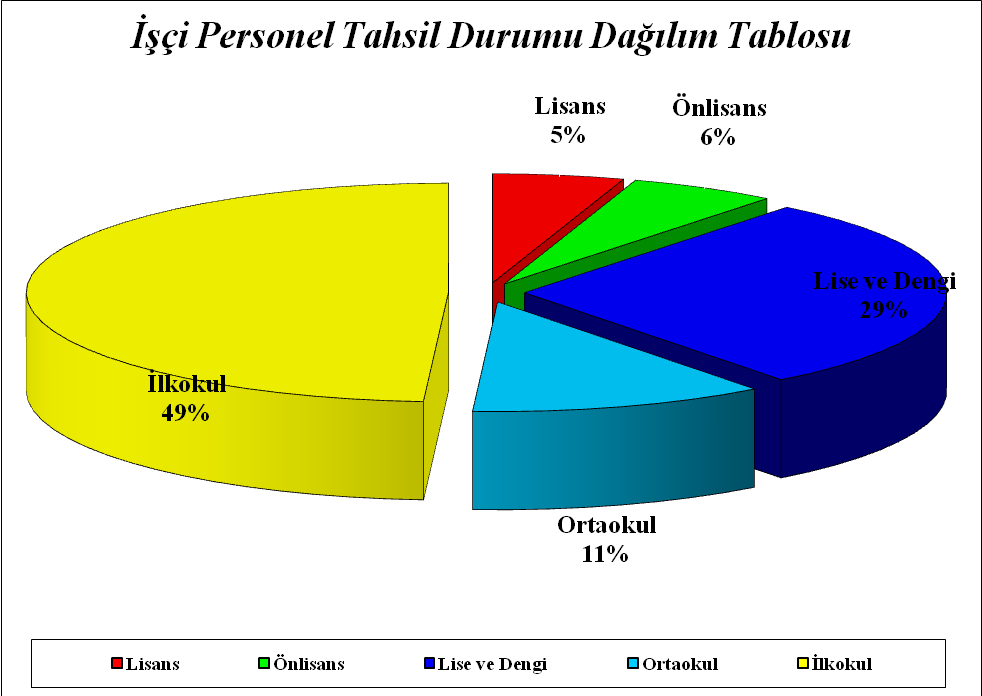 İşçi Personel Tahsil Durumu Dağılım Tablosu
Lisans
5%
Önlisans
6%
Lise ve Dengi
29%
İlkokul
49%
Ortaokul
11%
Lisans
Önlisans
Lise ve Dengi
Ortaokul
İlkokul